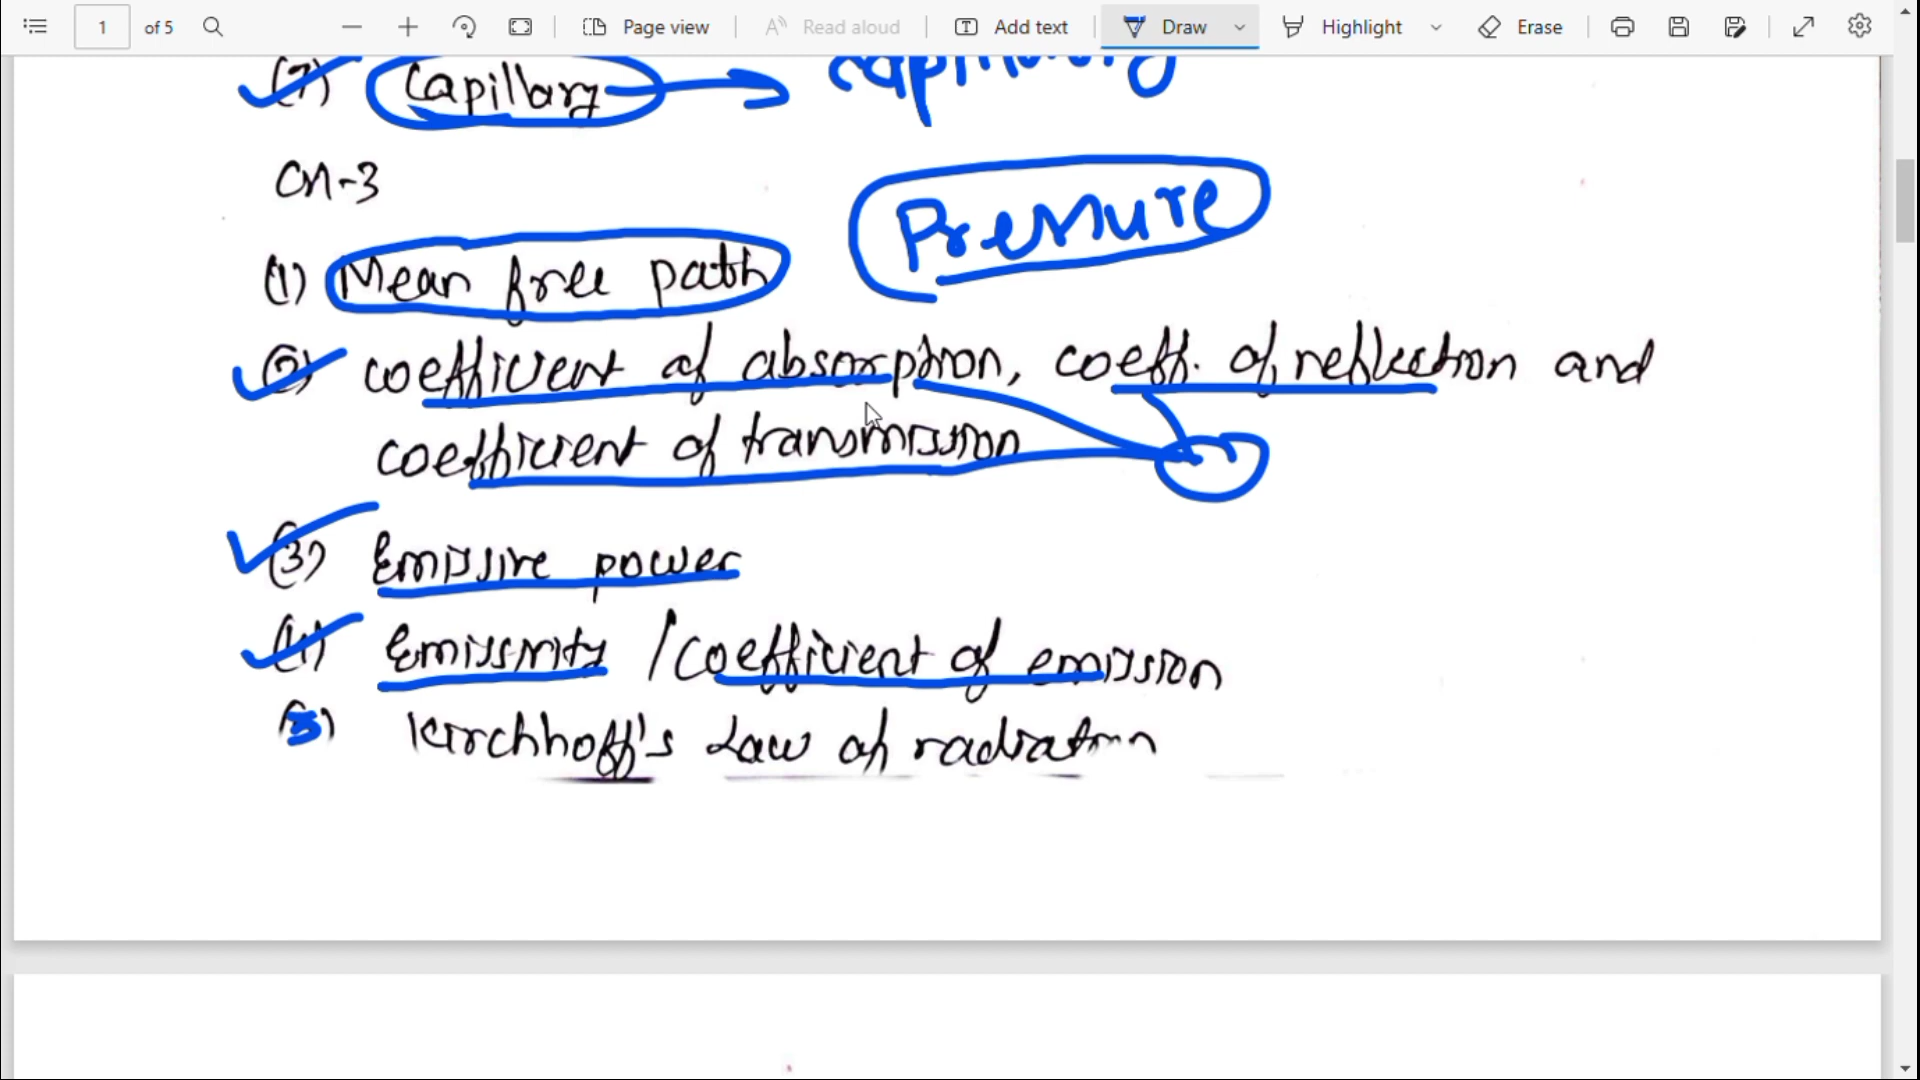 1 of 5 Page view Read aloud Add text Draw Highlight Erase
(7) Capillary → Capillary
CH-3
Pressure
(1) Mean free path
(2) coefficient of absorption, coeff. of reflection and
coefficient of transmission
(3) Emissive power
(4) Emissivity / coefficient of emission
(5) Kirchhoff's Law of radiation